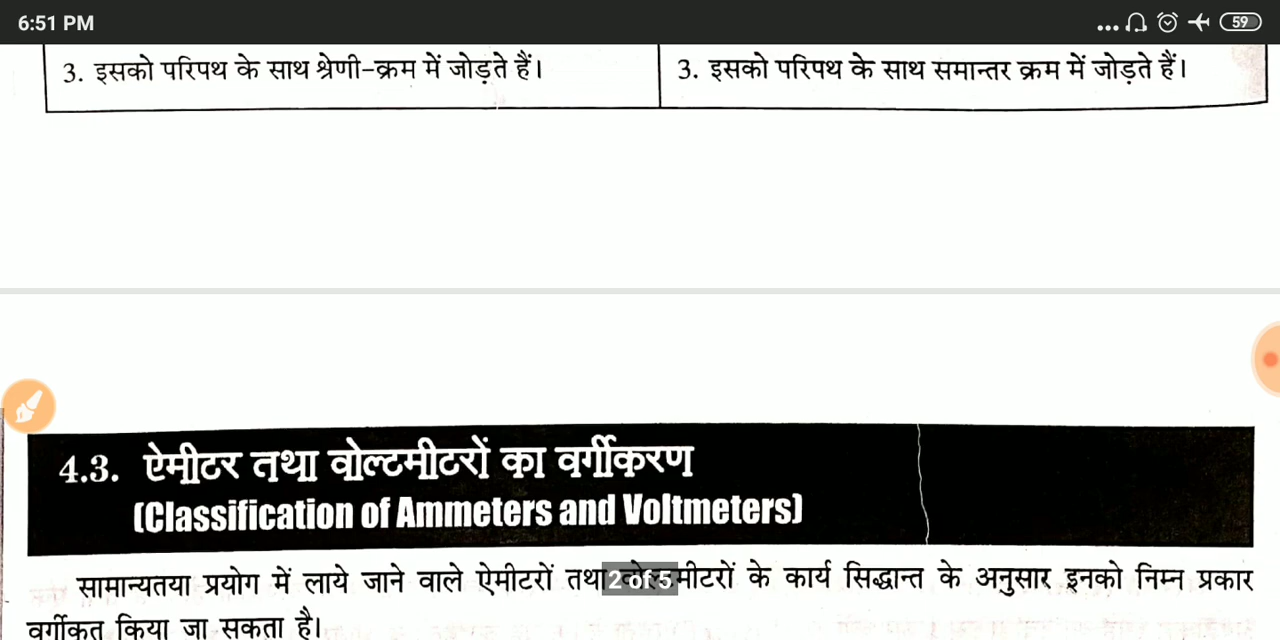 6:51 PM
59
3. इसको परिपथ के साथ श्रेणी-क्रम में जोड़ते हैं।
3. इसको परिपथ के साथ समान्तर क्रम में जोड़ते हैं।
4.3. ऐमीटर तथा वोल्टमीटरों का वर्गीकरण
(Classification of Ammeters and Voltmeters)
सामान्यतया प्रयोग में लाये जाने वाले ऐमीटरों तथा वोल्टमीटरों के कार्य सिद्धान्त के अनुसार इनको निम्न प्रकार
2 of 5
वर्गीकृत किया जा सकता है।